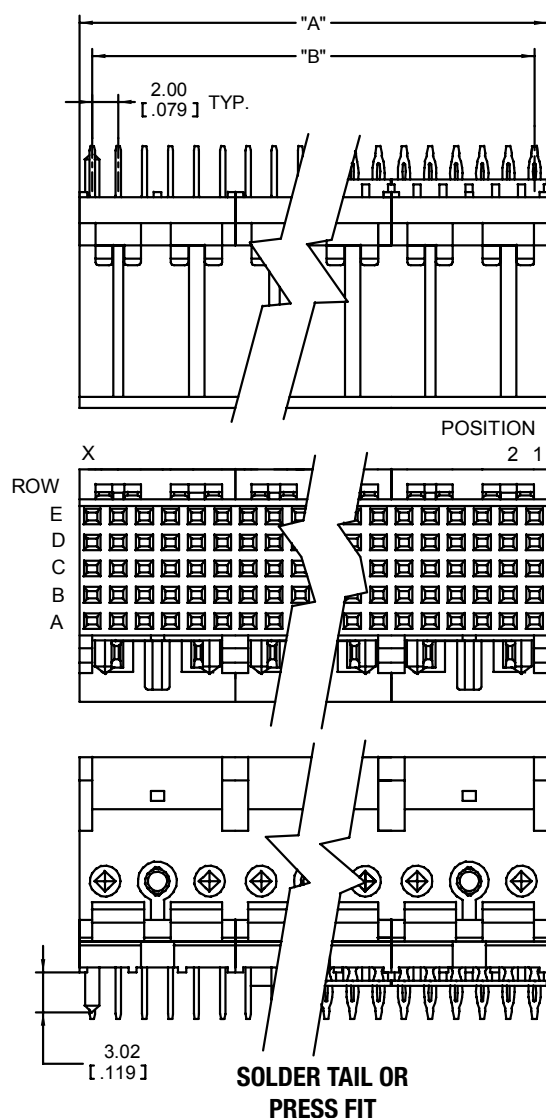 "A"
"B"
2.00
[ .079 ] TYP.
POSITION
X 2 1
ROW
E
D
C
B
A
3.02
[ .119 ]
SOLDER TAIL OR
PRESS FIT